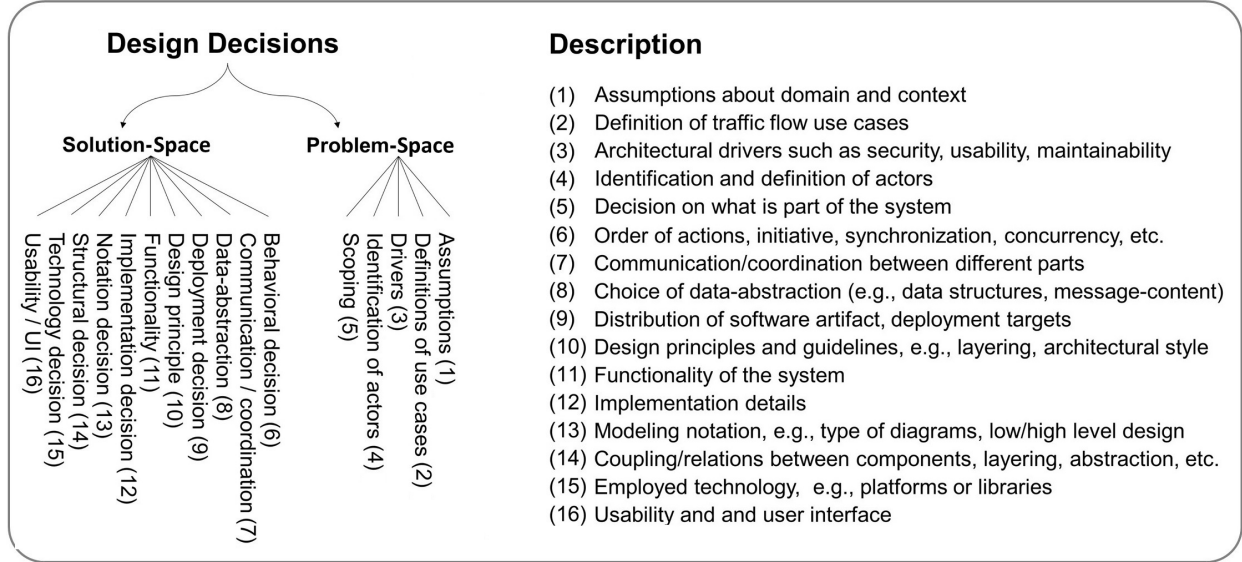 Design Decisions
Solution-Space
Problem-Space
Usability / UI (16)
Technology decision (15)
Structural decision (14)
Notation decision (13)
Implementation decision (12)
Functionality (11)
Design principle (10)
Deployment decision (9)
Data-abstraction (8)
Communication / coordination (7)
Behavioral decision (6)
Scoping (5)
Identification of actors (4)
Drivers (3)
Definitions of use cases (2)
Assumptions (1)
Description
(1) Assumptions about domain and context
(2) Definition of traffic flow use cases
(3) Architectural drivers such as security, usability, maintainability
(4) Identification and definition of actors
(5) Decision on what is part of the system
(6) Order of actions, initiative, synchronization, concurrency, etc.
(7) Communication/coordination between different parts
(8) Choice of data-abstraction (e.g., data structures, message-content)
(9) Distribution of software artifact, deployment targets
(10) Design principles and guidelines, e.g., layering, architectural style
(11) Functionality of the system
(12) Implementation details
(13) Modeling notation, e.g., type of diagrams, low/high level design
(14) Coupling/relations between components, layering, abstraction, etc.
(15) Employed technology, e.g., platforms or libraries
(16) Usability and and user interface